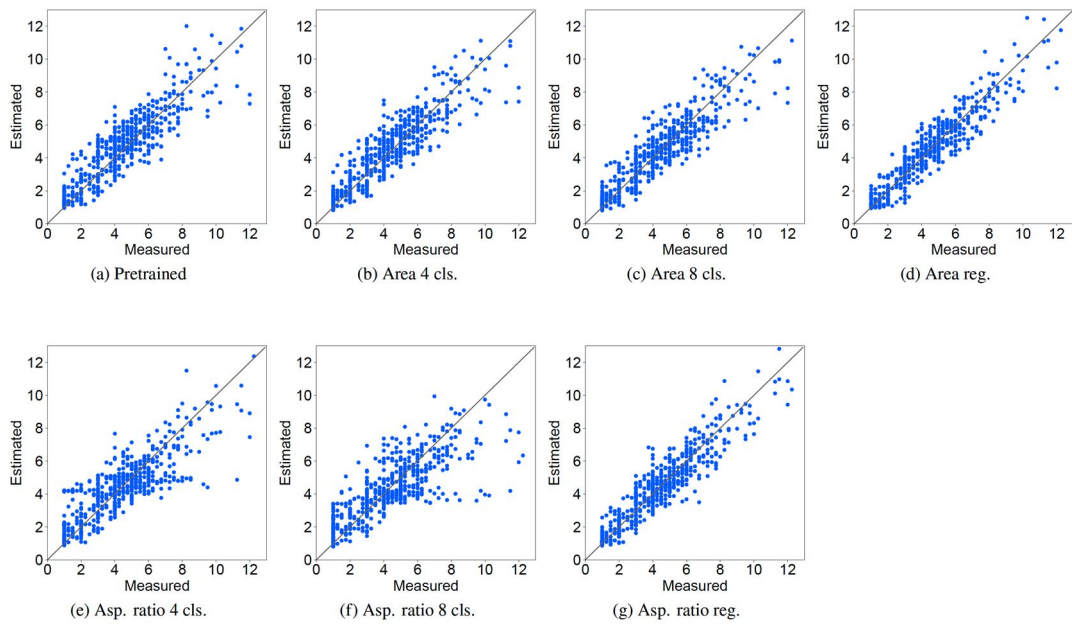 12
10
8
6
4
2
0
Estimated
0 2 4 6 8 10 12
Measured
(a) Pretrained
12
10
8
6
4
2
0
Estimated
0 2 4 6 8 10 12
Measured
(b) Area 4 cls.
12
10
8
6
4
2
0
Estimated
0 2 4 6 8 10 12
Measured
(c) Area 8 cls.
12
10
8
6
4
2
0
Estimated
0 2 4 6 8 10 12
Measured
(d) Area reg.
12
10
8
6
4
2
0
Estimated
0 2 4 6 8 10 12
Measured
(e) Asp. ratio 4 cls.
12
10
8
6
4
2
0
Estimated
0 2 4 6 8 10 12
Measured
(f) Asp. ratio 8 cls.
12
10
8
6
4
2
0
Estimated
0 2 4 6 8 10 12
Measured
(g) Asp. ratio reg.